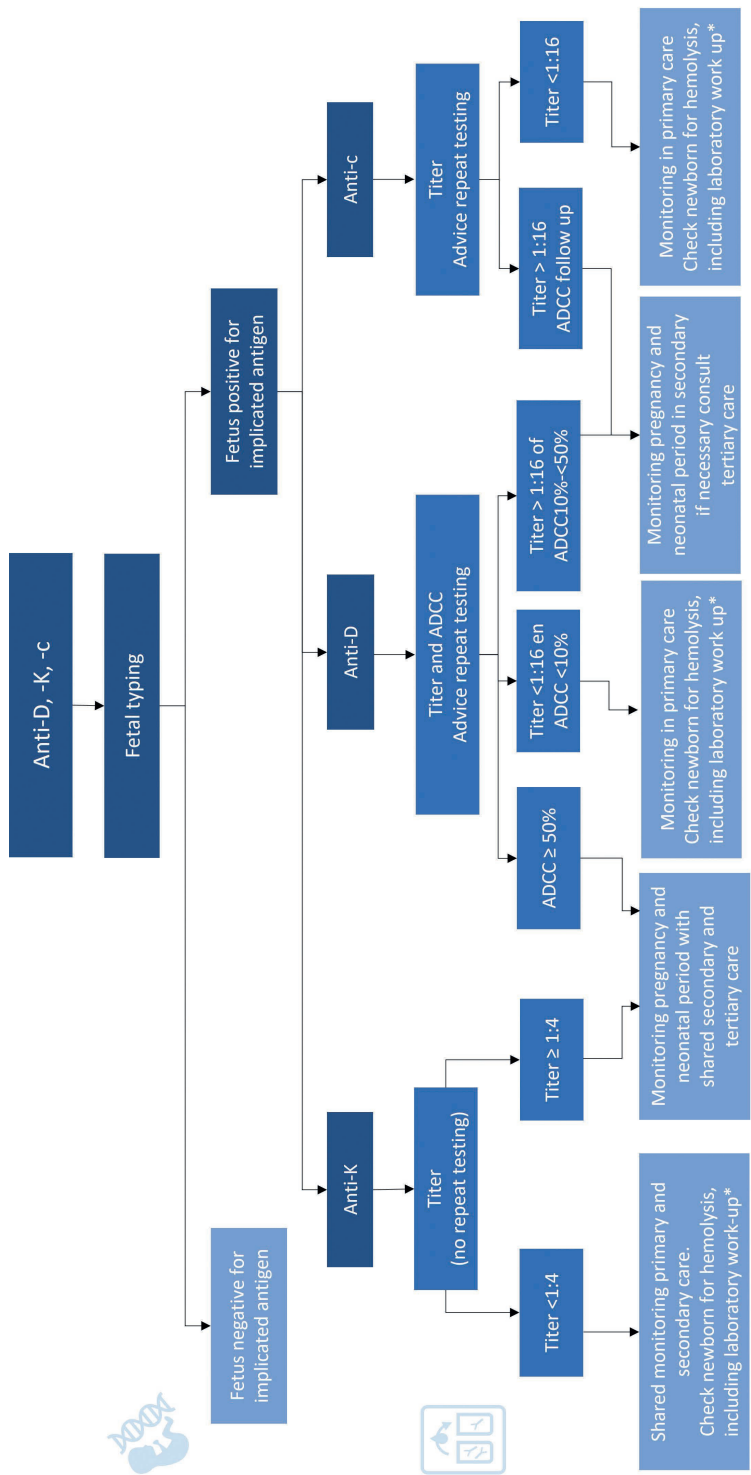 Anti-D, -K, -c
Fetal typing
Fetus negative for
implicated antigen
Fetus positive for
implicated antigen
Anti-K
Anti-D
Anti-c
Titer
(no repeat testing)
Titer and ADCC
Advice repeat testing
Titer
Advice repeat testing
Titer <1:4
Titer ≥ 1:4
ADCC ≥ 50%
Titer <1:16 en
ADCC <10%
Titer > 1:16 of
ADCC10%-<50%
Titer > 1:16
ADCC follow up
Titer <1:16
Shared monitoring primary and
secondary care.
Check newborn for hemolysis,
including laboratory work-up*
Monitoring pregnancy and
neonatal period with
shared secondary and
tertiary care
Monitoring in primary care
Check newborn for hemolysis,
including laboratory work up*
Monitoring pregnancy and
neonatal period in secondary
if necessary consult
tertiary care
Monitoring in primary care
Check newborn for hemolysis,
including laboratory work up*